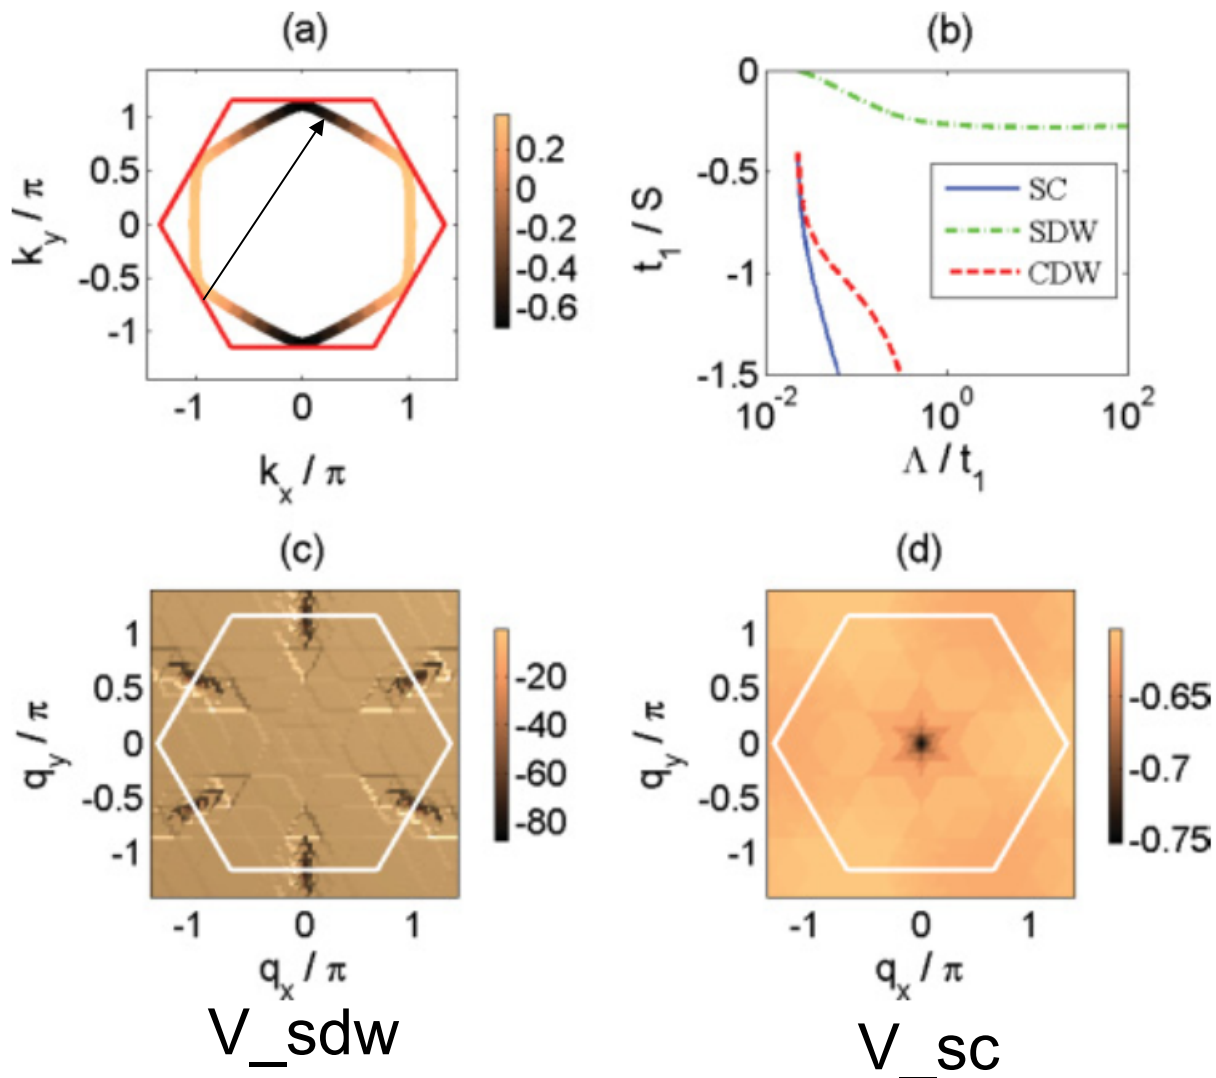 (a)
1
0.5
0
-0.5
-1
k_y / π
-1 0 1
k_x / π
0.2
0
-0.2
-0.4
-0.6
(b)
0
-0.5
-1
-1.5
t_1 / S
SC
SDW
CDW
10^-2 10^0 10^2
Λ / t_1
(c)
1
0.5
0
-0.5
-1
q_y / π
-1 0 1
q_x / π
-20
-40
-60
-80
V_sdw
(d)
1
0.5
0
-0.5
-1
q_y / π
-1 0 1
q_x / π
-0.65
-0.7
-0.75
V_sc